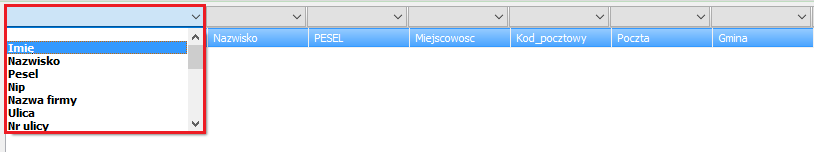 Nazwisko PESEL Miejscowosc Kod_pocztowy Poczta Gmina
Imię
Nazwisko
Pesel
Nip
Nazwa firmy
Ulica
Nr ulicy